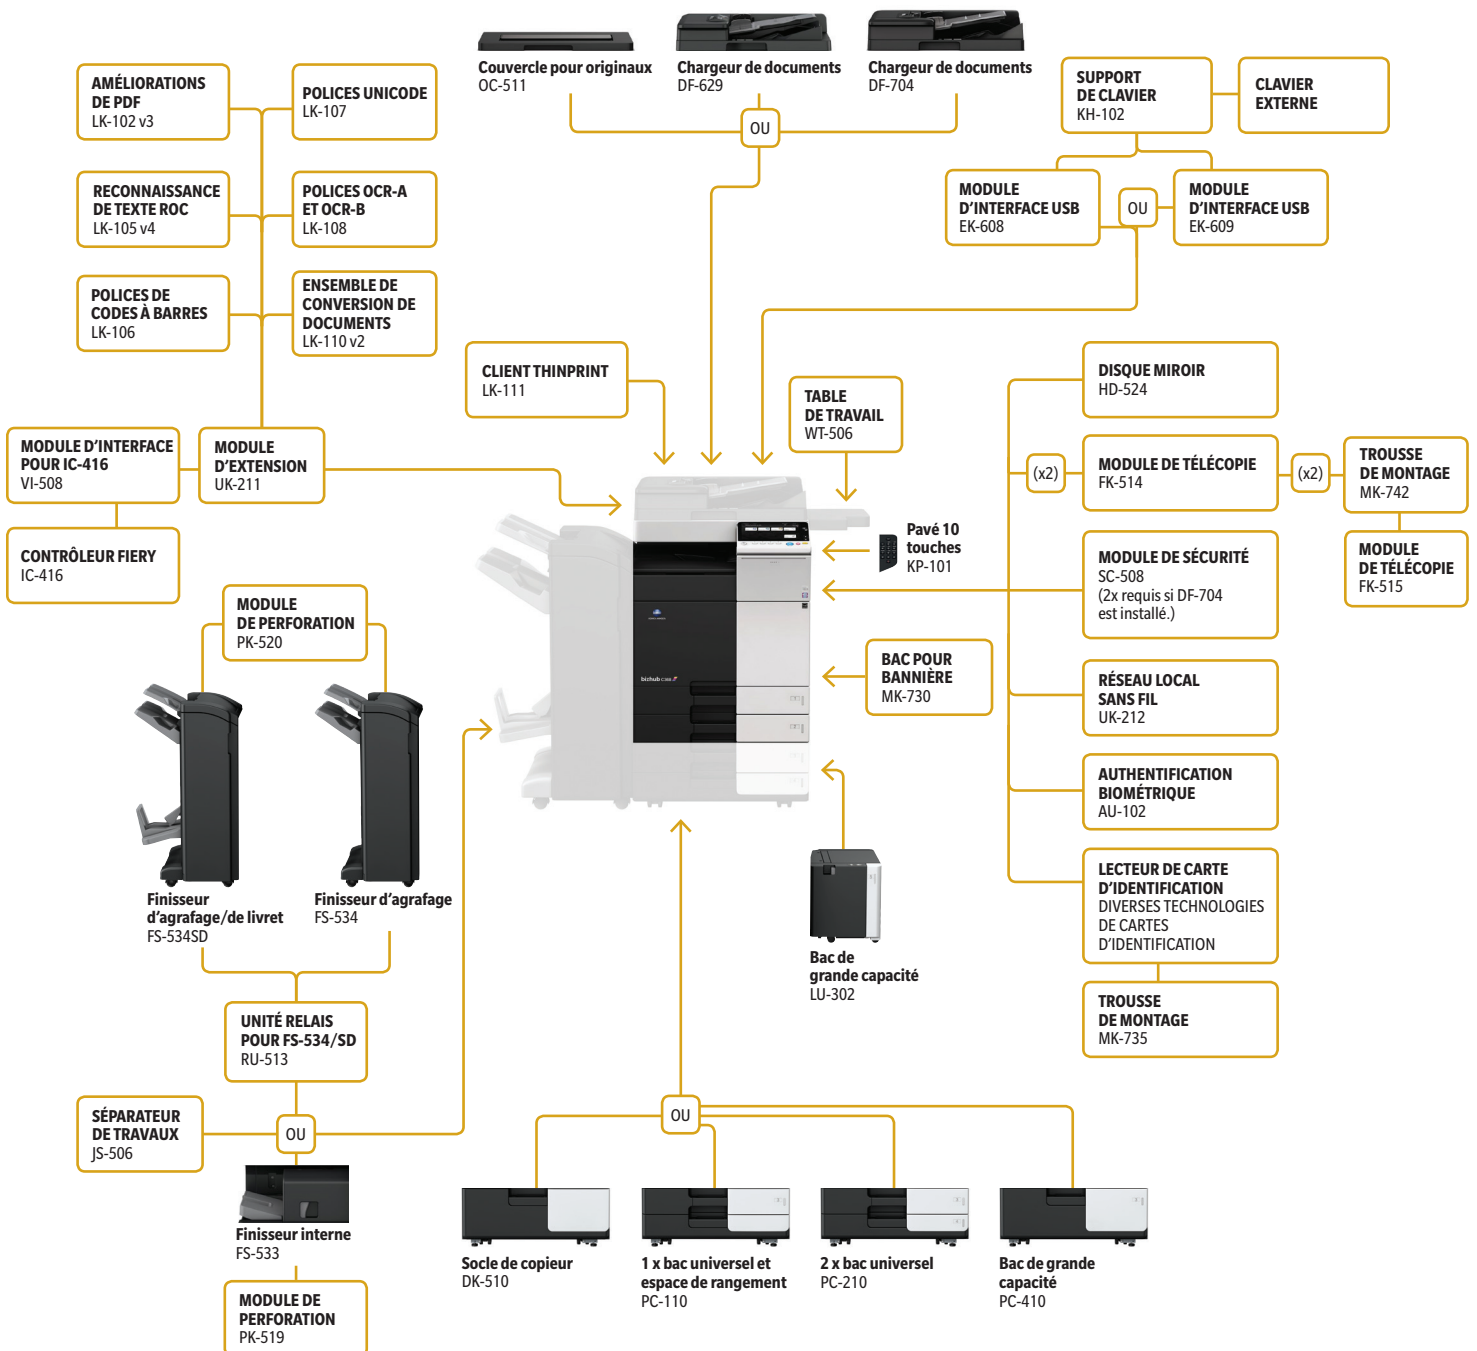 Couvercle pour originaux
OC-511
Chargeur de documents
DF-629
Chargeur de documents
DF-704
OU
AMÉLIORATIONS
DE PDF
LK-102 v3
POLICES UNICODE
LK-107
RECONNAISSANCE
DE TEXTE ROC
LK-105 v4
POLICES OCR-A
ET OCR-B
LK-108
POLICES DE
CODES À BARRES
LK-106
ENSEMBLE DE
CONVERSION DE
DOCUMENTS
LK-110 v2
SUPPORT
DE CLAVIER
KH-102
CLAVIER
EXTERNE
MODULE
D'INTERFACE USB
EK-608
OU
MODULE
D'INTERFACE USB
EK-609
CLIENT THINPRINT
LK-111
TABLE
DE TRAVAIL
WT-506
MODULE D'INTERFACE
POUR IC-416
VI-508
MODULE
D'EXTENSION
UK-211
CONTRÔLEUR FIERY
IC-416
DISQUE MIROIR
HD-524
(x2)
MODULE DE TÉLÉCOPIE
FK-514
(x2)
TROUSSE
DE MONTAGE
MK-742
MODULE
DE TÉLÉCOPIE
FK-515
MODULE DE SÉCURITÉ
SC-508
(2x requis si DF-704
est installé.)
Pavé 10
touches
KP-101
bizhub C368
BAC POUR
BANNIÈRE
MK-730
RÉSEAU LOCAL
SANS FIL
UK-212
AUTHENTIFICATION
BIOMÉTRIQUE
AU-102
LECTEUR DE CARTE
D'IDENTIFICATION
DIVERSES TECHNOLOGIES
DE CARTES
D'IDENTIFICATION
TROUSSE
DE MONTAGE
MK-735
MODULE
DE PERFORATION
PK-520
Finisseur
d'agrafage/de livret
FS-534SD
Finisseur d'agrafage
FS-534
Bac de
grande capacité
LU-302
UNITÉ RELAIS
POUR FS-534/SD
RU-513
SÉPARATEUR
DE TRAVAUX
JS-506
OU
Finisseur interne
FS-533
MODULE DE
PERFORATION
PK-519
OU
Socle de copieur
DK-510
1 x bac universel et
espace de rangement
PC-110
2 x bac universel
PC-210
Bac de grande
capacité
PC-410